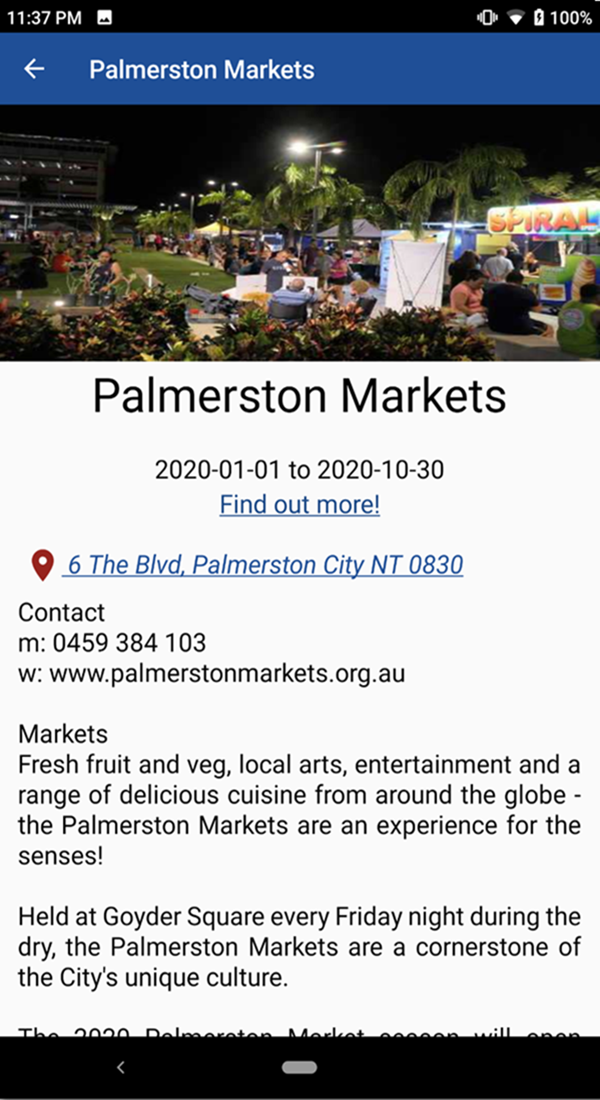 11:37 PM
100%
Palmerston Markets
SPIRAL
Palmerston Markets
2020-01-01 to 2020-10-30
Find out more!
6 The Blvd, Palmerston City NT 0830
Contact
m: 0459 384 103
w: www.palmerstonmarkets.org.au
Markets
Fresh fruit and veg, local arts, entertainment and a
range of delicious cuisine from around the globe -
the Palmerston Markets are an experience for the
senses!
Held at Goyder Square every Friday night during the
dry, the Palmerston Markets are a cornerstone of
the City's unique culture.
The 2020 Palmerston Market season will open